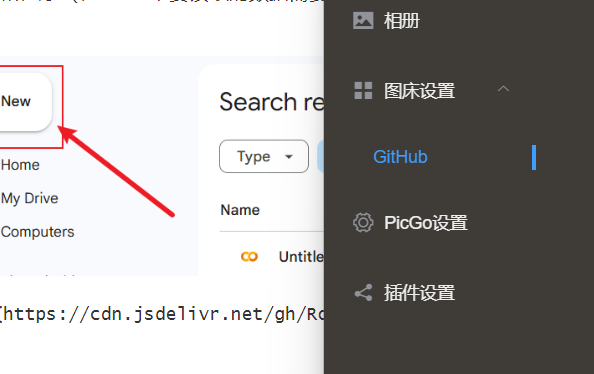 相册
New
Search re
图床设置
Type
Home
GitHub
My Drive
Name
Computers
PicGo设置
Untitle
插件设置
(https://cdn.jsdelivr.net/gh/Ro